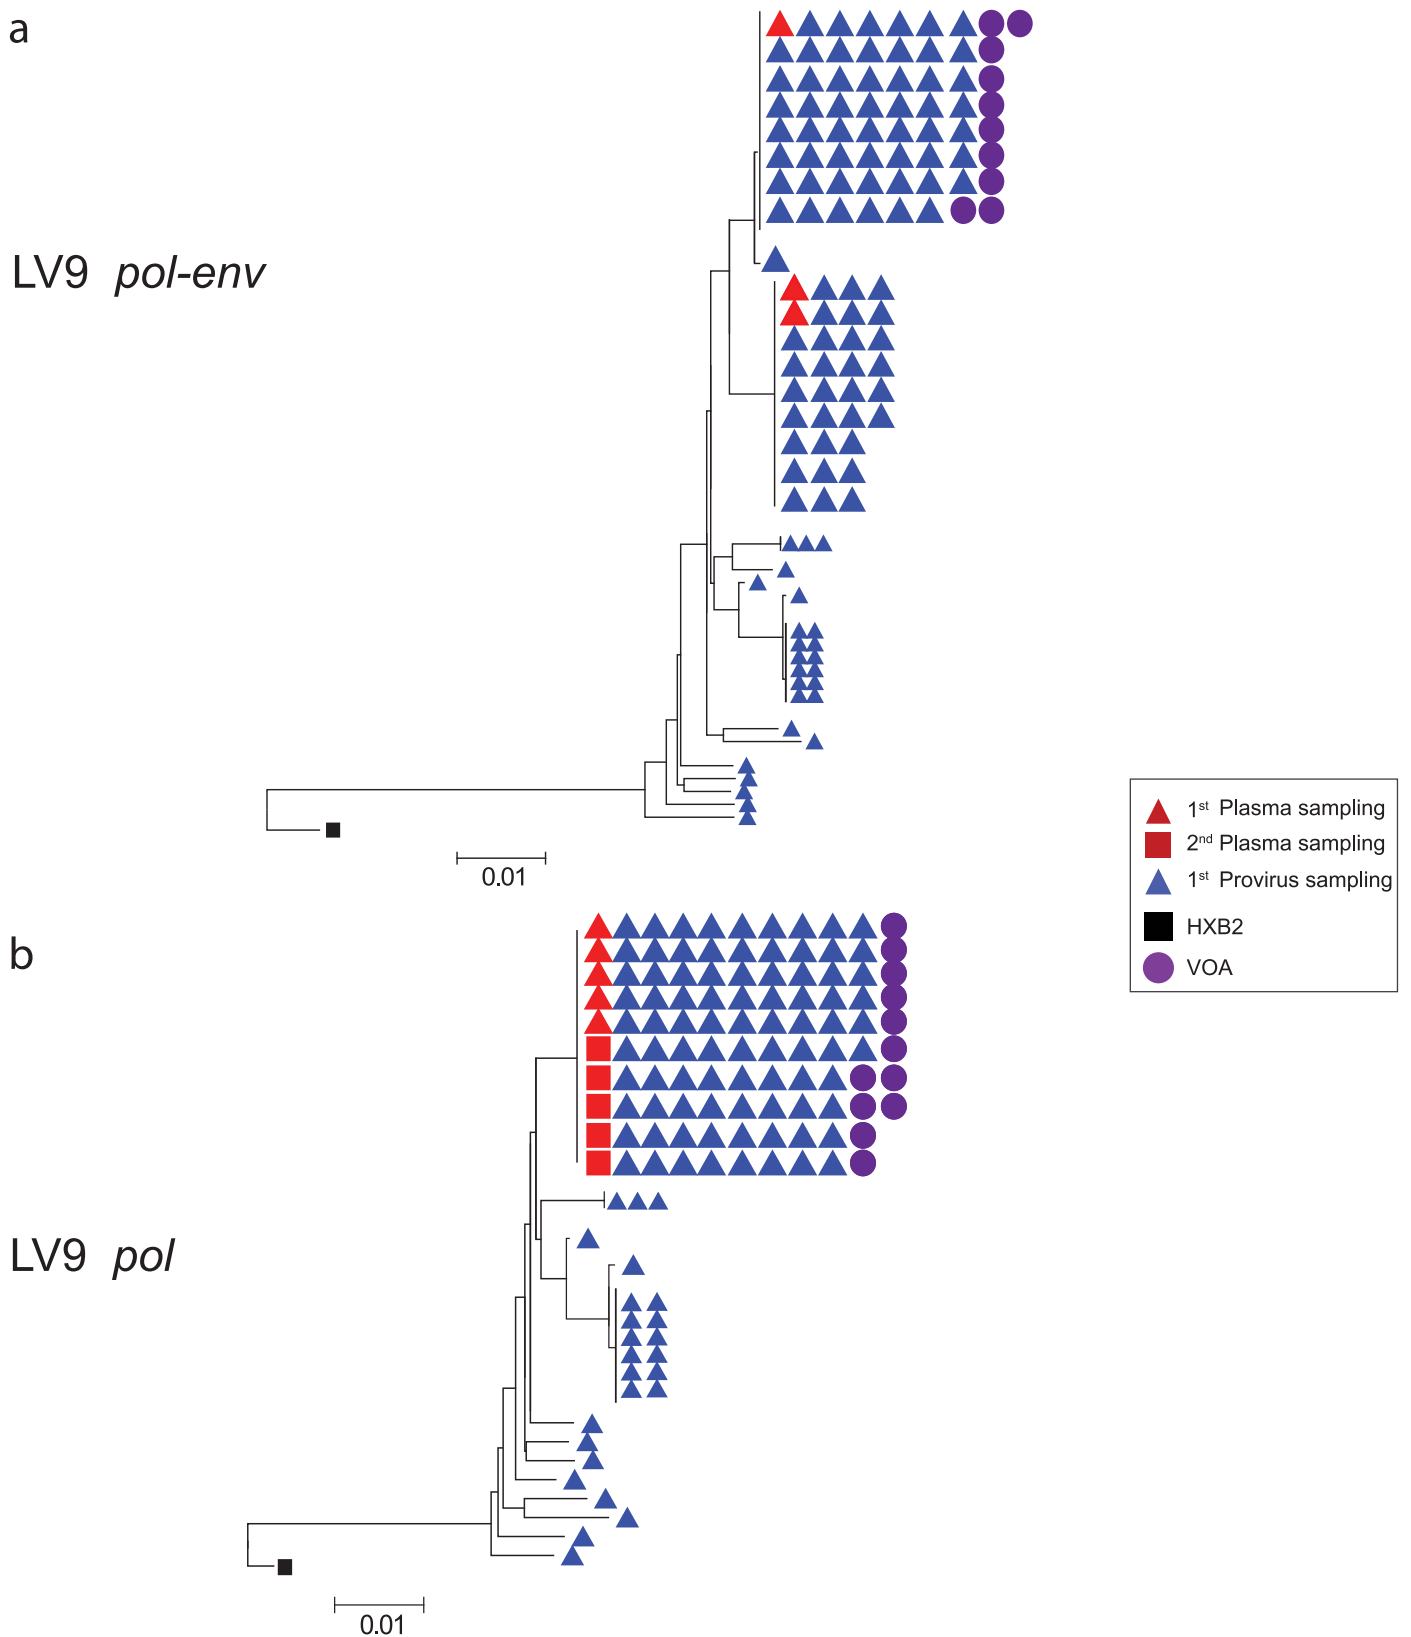 a
LV9 pol-env
0.01
1st Plasma sampling
2nd Plasma sampling
1st Provirus sampling
HXB2
VOA
b
LV9 pol
0.01